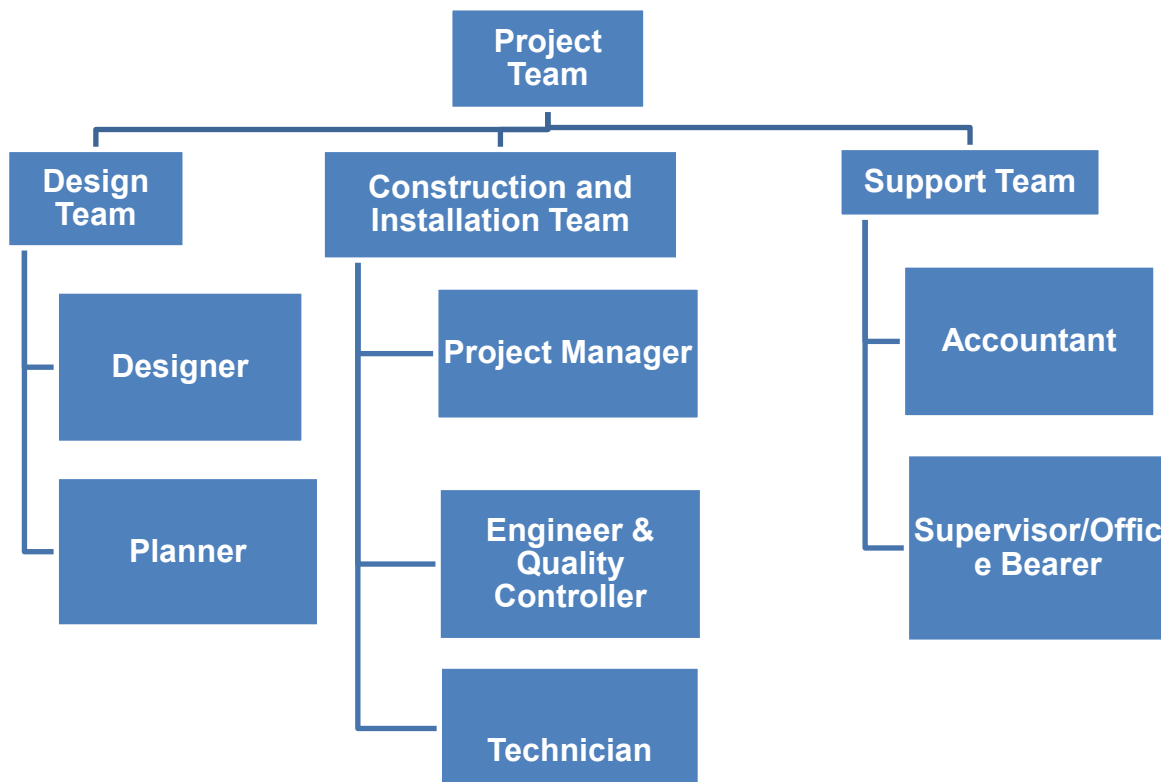 Project
Team
Design
Team
Construction and
Installation Team
Support Team
Designer
Planner
Project Manager
Engineer &
Quality
Controller
Technician
Accountant
Supervisor/Offic
e Bearer